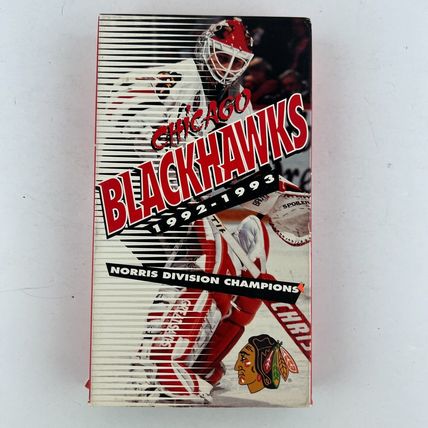 CHICAGO
BLACKHAWKS
1992-1993
NORRIS DIVISION CHAMPIONS